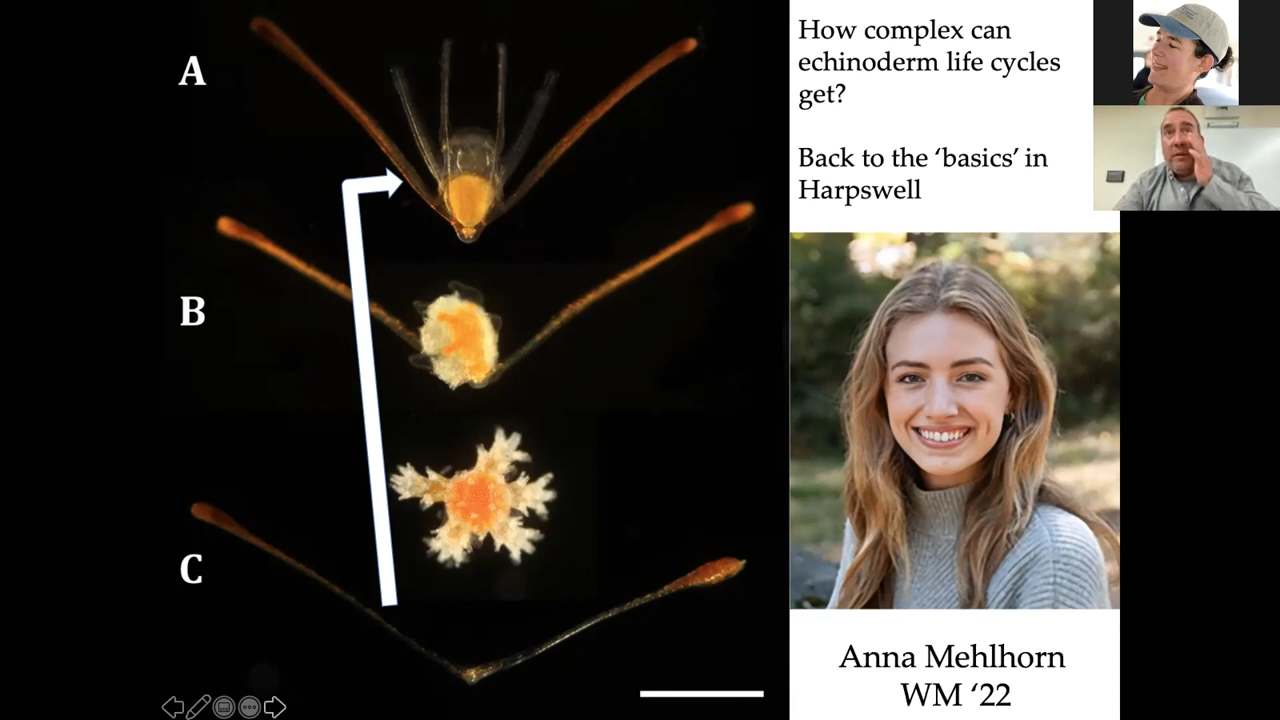 A
B
C
How complex can
echinoderm life cycles
get?
Back to the ‘basics’ in
Harpswell
Anna Mehlhorn
WM ‘22